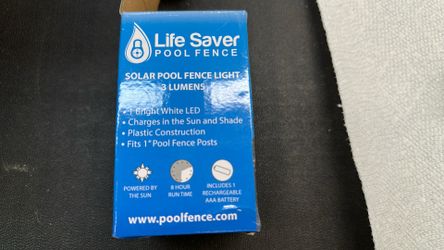 Life Saver
POOL FENCE
SOLAR POOL FENCE LIGHT
3 LUMENS
• 1 Bright White LED
• Charges in the Sun and Shade
• Plastic Construction
• Fits 1" Pool Fence Posts
POWERED BY
THE SUN
8 HOUR
RUN TIME
INCLUDES 1
RECHARGEABLE
AAA BATTERY
www.poolfence.com